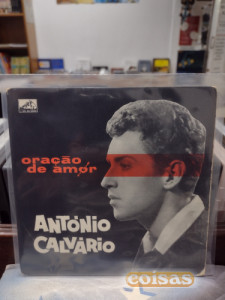 oração
de amor
ANTÓNIO
CALVÁRIO
coisas